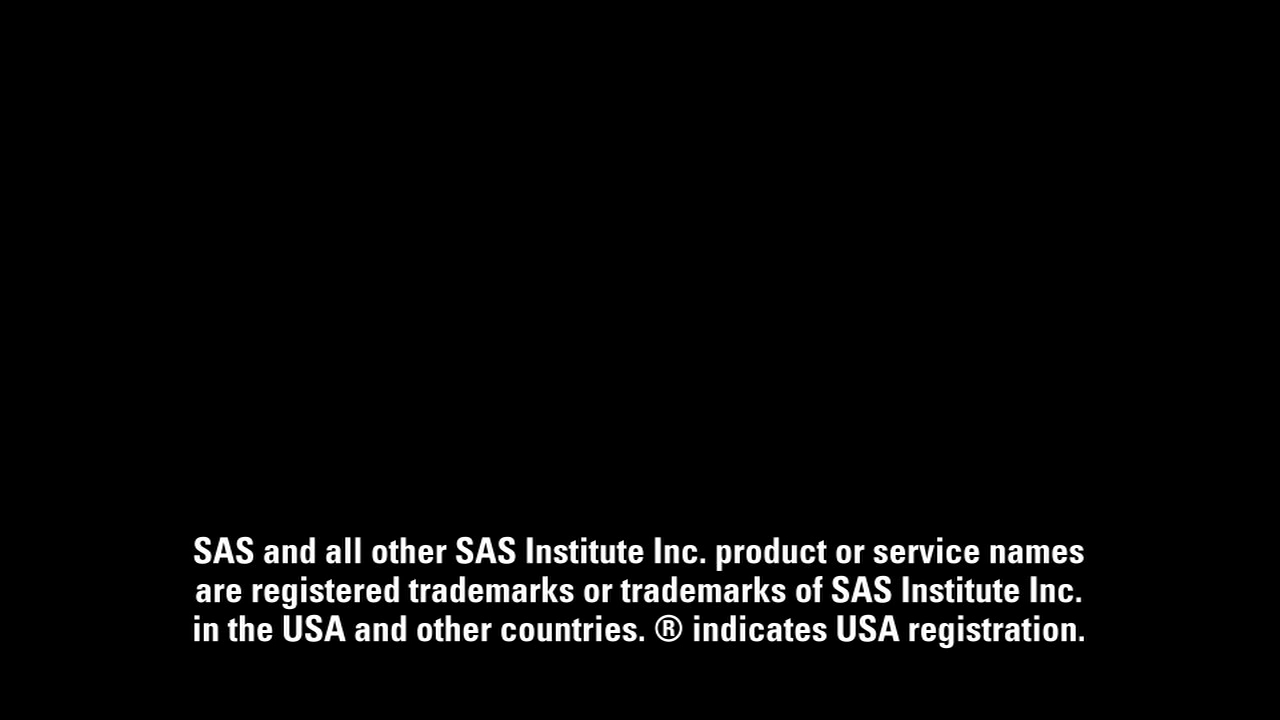 SAS and all other SAS Institute Inc. product or service names
are registered trademarks or trademarks of SAS Institute Inc.
in the USA and other countries. ® indicates USA registration.